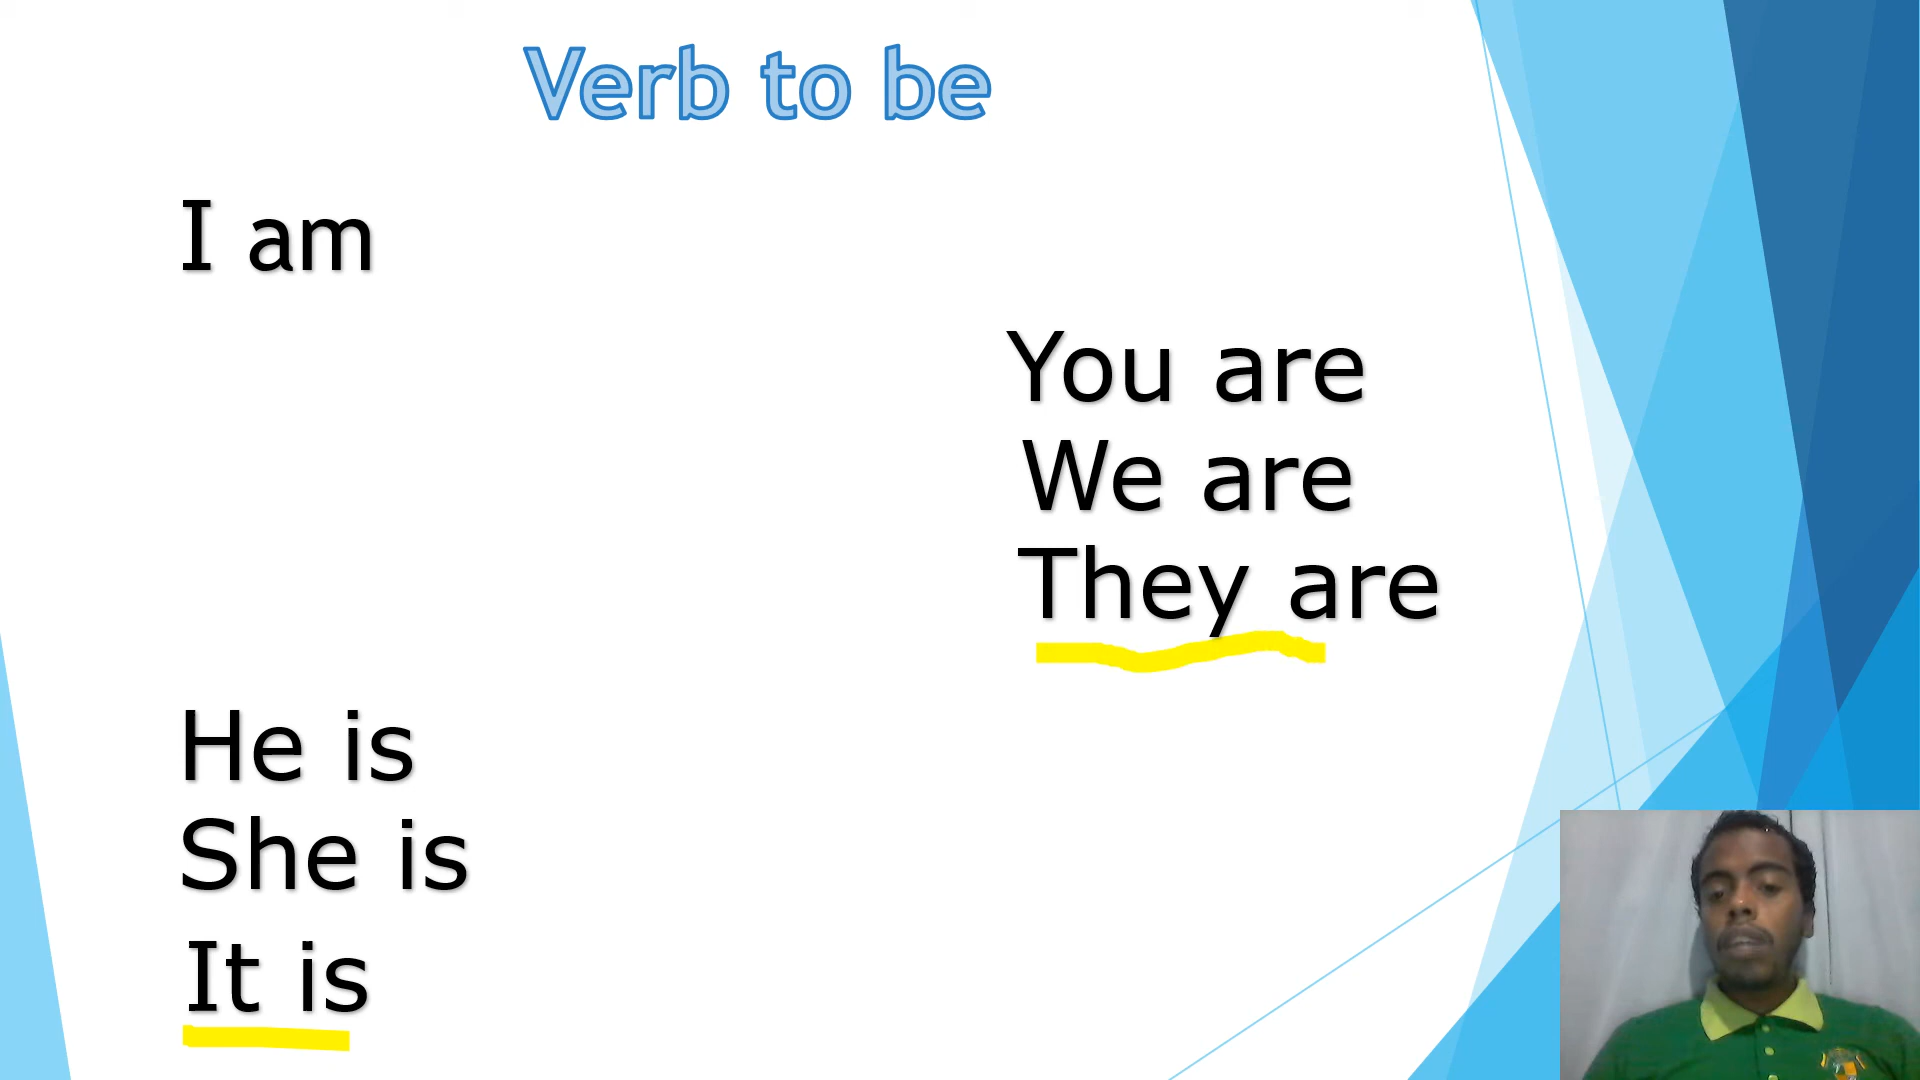 Verb to be
I am
You are
We are
They are
He is
She is
It is